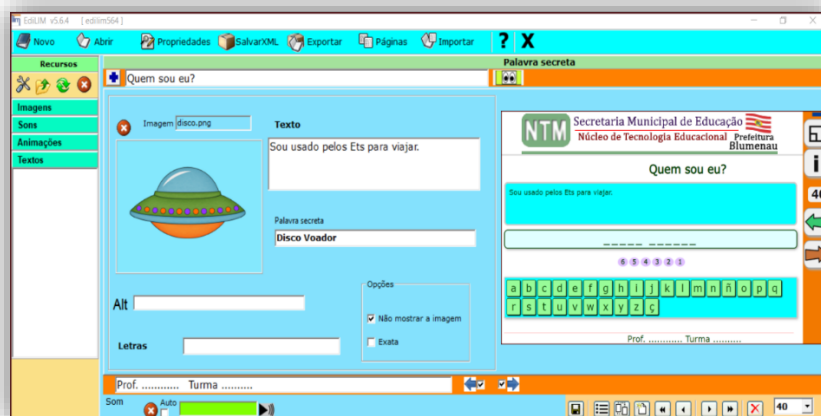 EdiLIM v5.6.4 [ edilim564 ]
Novo Abrir Propriedades SalvarXML Exportar Páginas Importar ? X
Recursos
Palavra secreta
Quem sou eu?
Imagens
Sons
Animações
Textos
Imagem disco.png
Texto
Sou usado pelos Ets para viajar.
Palavra secreta
Disco Voador
Alt
Letras
Opções
Não mostrar a imagem
Exata
NTM
Secretaria Municipal de Educação
Núcleo de Tecnologia Educacional
Prefeitura
Blumenau
Quem sou eu?
Sou usado pelos Ets para viajar.
_____ ______
6 5 4 3 2 1
a b c d e f g h i j k l m n ñ o p q
r s t u v w x y z ç
Prof. ............ Turma ..........
i
40
Prof. ............ Turma ..........
Som
Auto
40